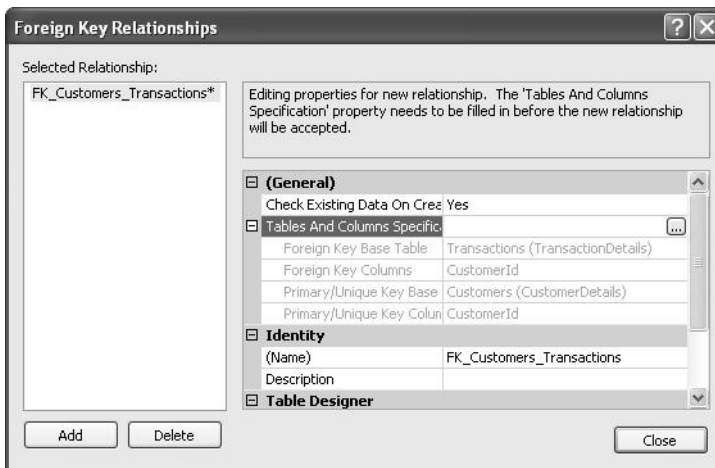 Foreign Key Relationships
Selected Relationship:
FK_Customers_Transactions*
Editing properties for new relationship. The 'Tables And Columns
Specification' property needs to be filled in before the new relationship
will be accepted.
(General)
Check Existing Data On Crea Yes
Tables And Columns Specific. ...
Foreign Key Base Table Transactions (TransactionDetails)
Foreign Key Columns CustomerId
Primary/Unique Key Base Customers (CustomerDetails)
Primary/Unique Key Colun CustomerId
Identity
(Name) FK_Customers_Transactions
Description
Table Designer
Add Delete Close